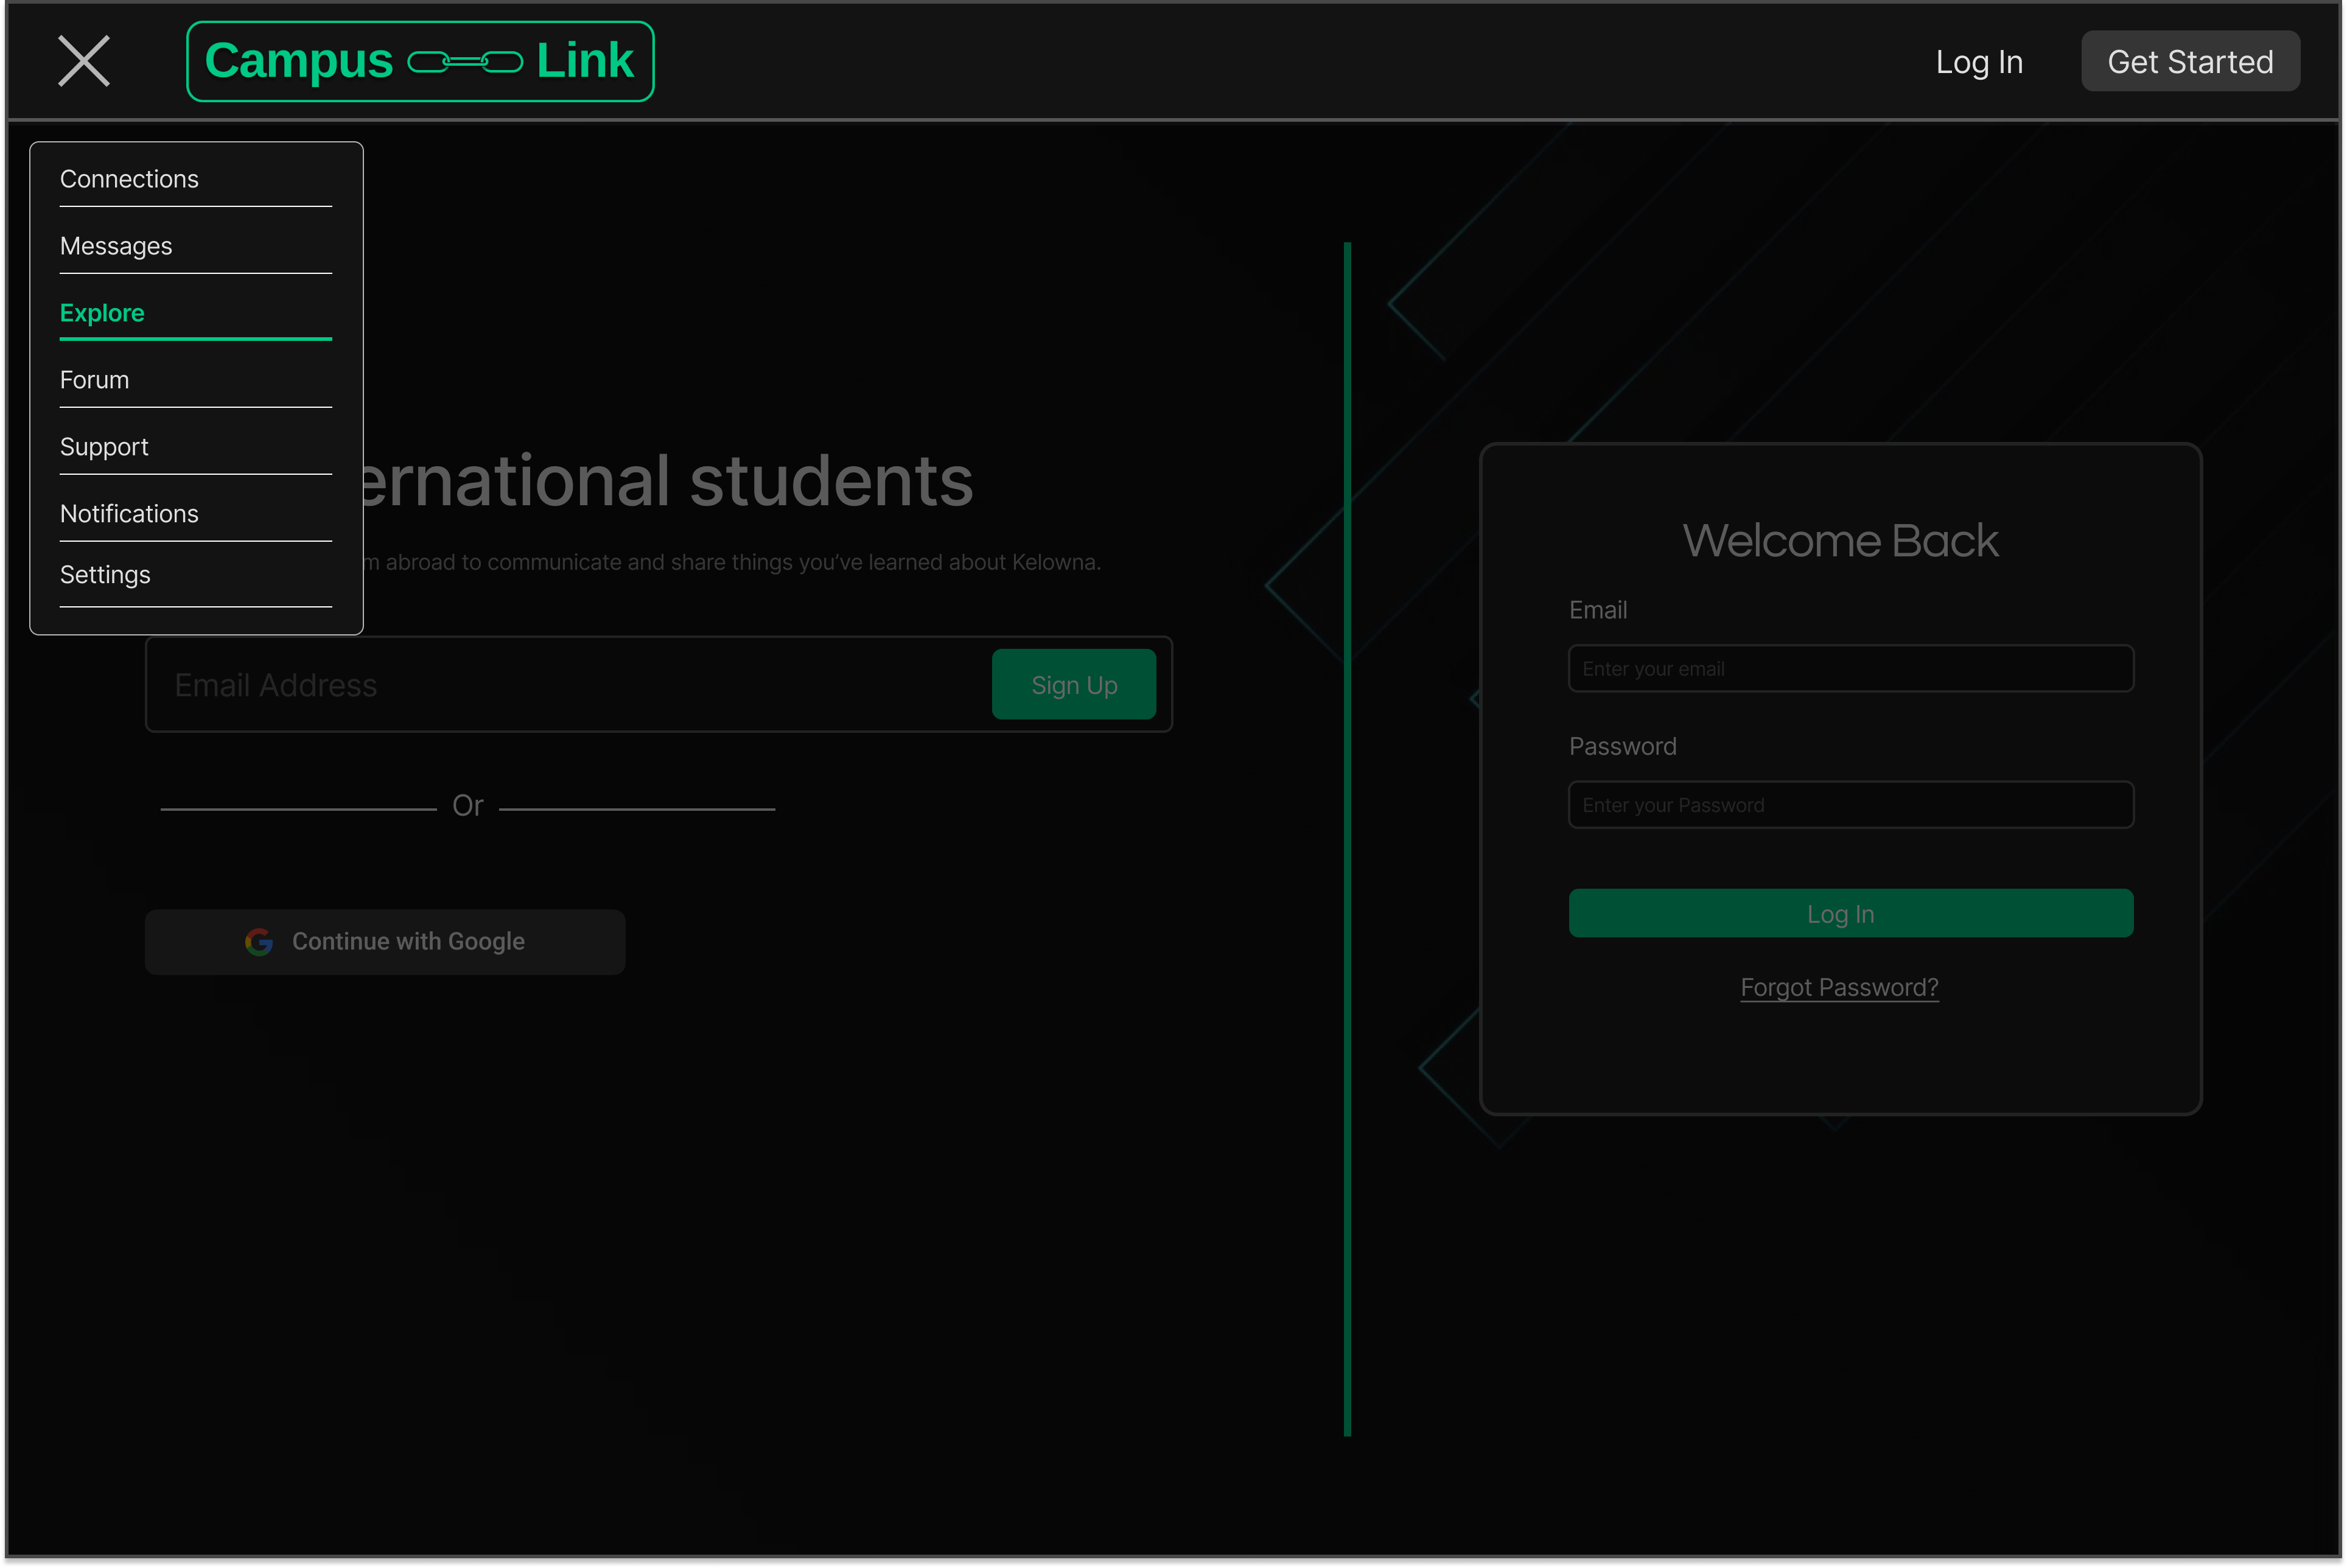 Campus Link
Log In
Get Started
Connections
Messages
Explore
Forum
Support
Notifications
Settings
ernational students
m abroad to communicate and share things you've learned about Kelowna.
Email Address
Sign Up
Or
Continue with Google
Welcome Back
Email
Enter your email
Password
Enter your Password
Log In
Forgot Password?